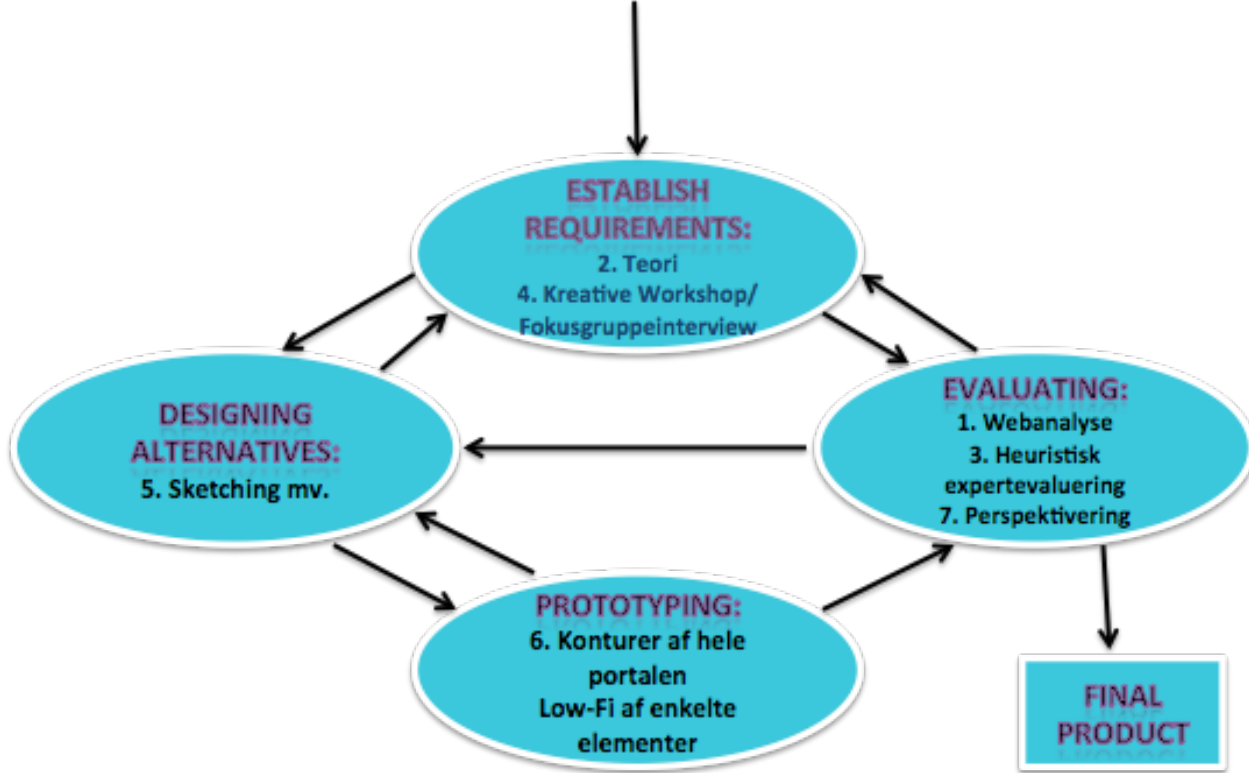 ESTABLISH
REQUIREMENTS:
2. Teori
4. Kreative Workshop/
Fokusgruppeinterview
DESIGNING
ALTERNATIVES:
5. Sketching mv.
EVALUATING:
1. Webanalyse
3. Heuristisk
expertevaluering
7. Perspektivering
PROTOTYPING:
6. Konturer af hele
portalen
Low-Fi af enkelte
elementer
FINAL
PRODUCT